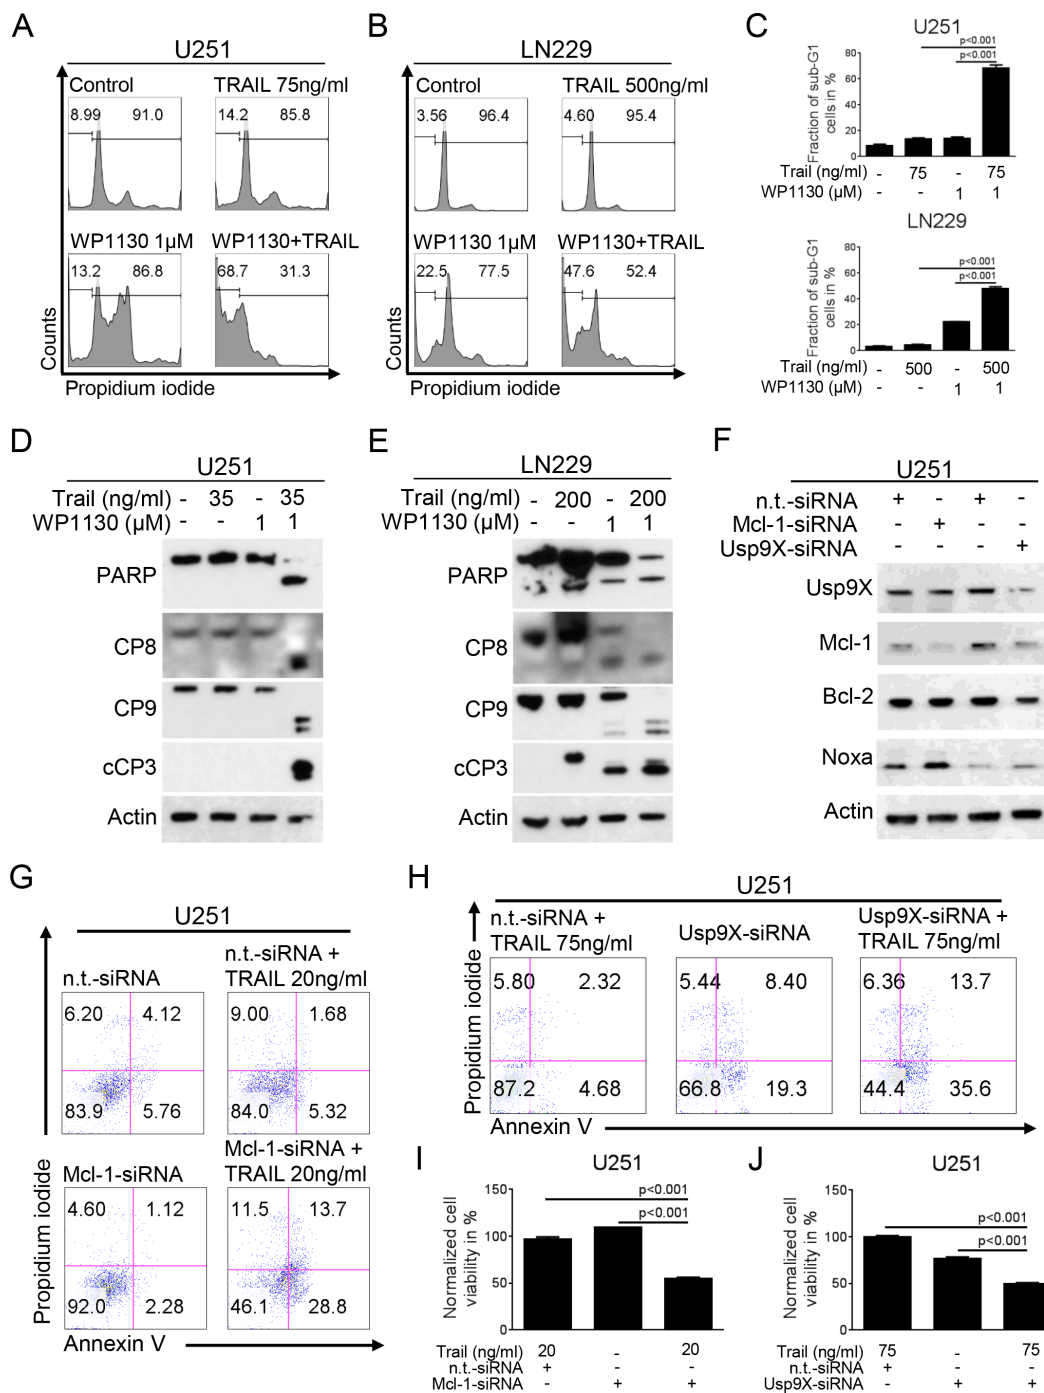 A
U251
Control
TRAIL 75ng/ml
8.99 91.0
14.2 85.8
WP1130 1µM
WP1130+TRAIL
13.2 86.8
68.7 31.3
Counts
Propidium iodide
B
LN229
Control
TRAIL 500ng/ml
3.56 96.4
4.60 95.4
WP1130 1µM
WP1130+TRAIL
22.5 77.5
47.6 52.4
Counts
Propidium iodide
C
U251
p<0.001
p<0.001
Fraction of sub-G1
cells in %
80
60
40
20
0
Trail (ng/ml) - 75 - 75
WP1130 (µM) - - 1 1
LN229
p<0.001
p<0.001
Fraction of sub-G1
cells in %
80
60
40
20
0
Trail (ng/ml) - 500 - 500
WP1130 (µM) - - 1 1
D
U251
Trail (ng/ml) - 35 - 35
WP1130 (µM) - - 1 1
PARP
CP8
CP9
cCP3
Actin
E
LN229
Trail (ng/ml) - 200 - 200
WP1130 (µM) - - 1 1
PARP
CP8
CP9
cCP3
Actin
F
U251
n.t.-siRNA + - + -
Mcl-1-siRNA - + - -
Usp9X-siRNA - - - +
Usp9X
Mcl-1
Bcl-2
Noxa
Actin
G
U251
n.t.-siRNA
n.t.-siRNA +
TRAIL 20ng/ml
6.20 4.12
83.9 5.76
9.00 1.68
84.0 5.32
Mcl-1-siRNA
Mcl-1-siRNA +
TRAIL 20ng/ml
4.60 1.12
92.0 2.28
11.5 13.7
46.1 28.8
Propidium iodide
Annexin V
H
U251
n.t.-siRNA +
TRAIL 75ng/ml
Usp9X-siRNA
Usp9X-siRNA +
TRAIL 75ng/ml
5.80 2.32
87.2 4.68
5.44 8.40
66.8 19.3
6.36 13.7
44.4 35.6
Propidium iodide
Annexin V
I
U251
p<0.001
p<0.001
Normalized cell
viability in %
150
100
50
0
Trail (ng/ml) 20 - 20
n.t.-siRNA + - -
Mcl-1-siRNA - + +
J
U251
p<0.001
p<0.001
Normalized cell
viability in %
150
100
50
0
Trail (ng/ml) 75 - 75
n.t.-siRNA + - -
Usp9X-siRNA - + +